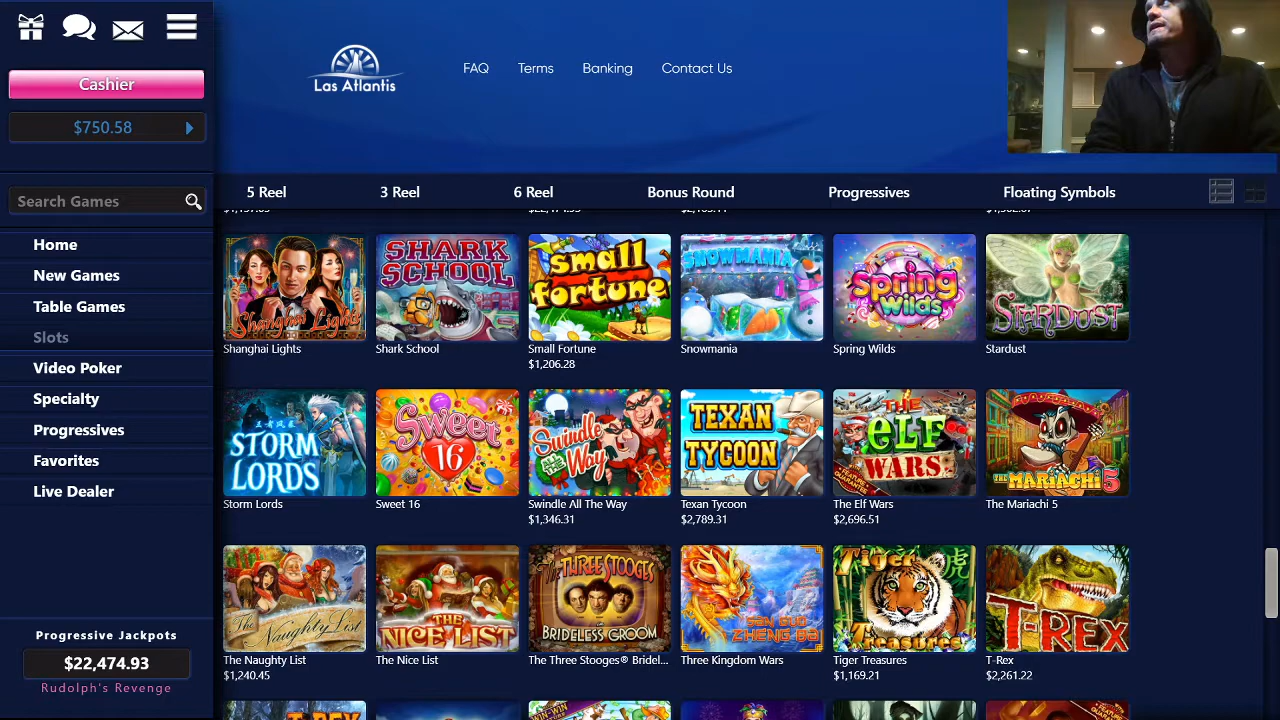 Cashier
$750.58
Search Games
Home
New Games
Table Games
Slots
Video Poker
Specialty
Progressives
Favorites
Live Dealer
Progressive Jackpots
$22,474.93
Rudolph's Revenge
Las Atlantis
FAQ Terms Banking Contact Us
5 Reel 3 Reel 6 Reel Bonus Round Progressives Floating Symbols
Shanghai Lights
SHARK SCHOOL
small fortune
SNOWMANIA
spring wilds
STARDUST
Shanghai Lights Shark School Small Fortune Snowmania Spring Wilds Stardust
$1,206.28
STORM LORDS
Sweet 16
Swindle ALL THE Way
TEXAN TYCOON
THE ELF WARS
THE MARIACHI 5
Storm Lords Sweet 16 Swindle All The Way Texan Tycoon The Elf Wars The Mariachi 5
$1,346.31 $2,789.31 $2,696.51
The Naughty List
THE NICE LIST
The THREE STOOGES BRIDELESS GROOM
SAN GUO ZHENG BA
Tiger Treasures
T-REX
The Naughty List The Nice List The Three Stooges® Bridel... Three Kingdom Wars Tiger Treasures T-Rex
$1,240.45 $1,169.21 $2,261.22